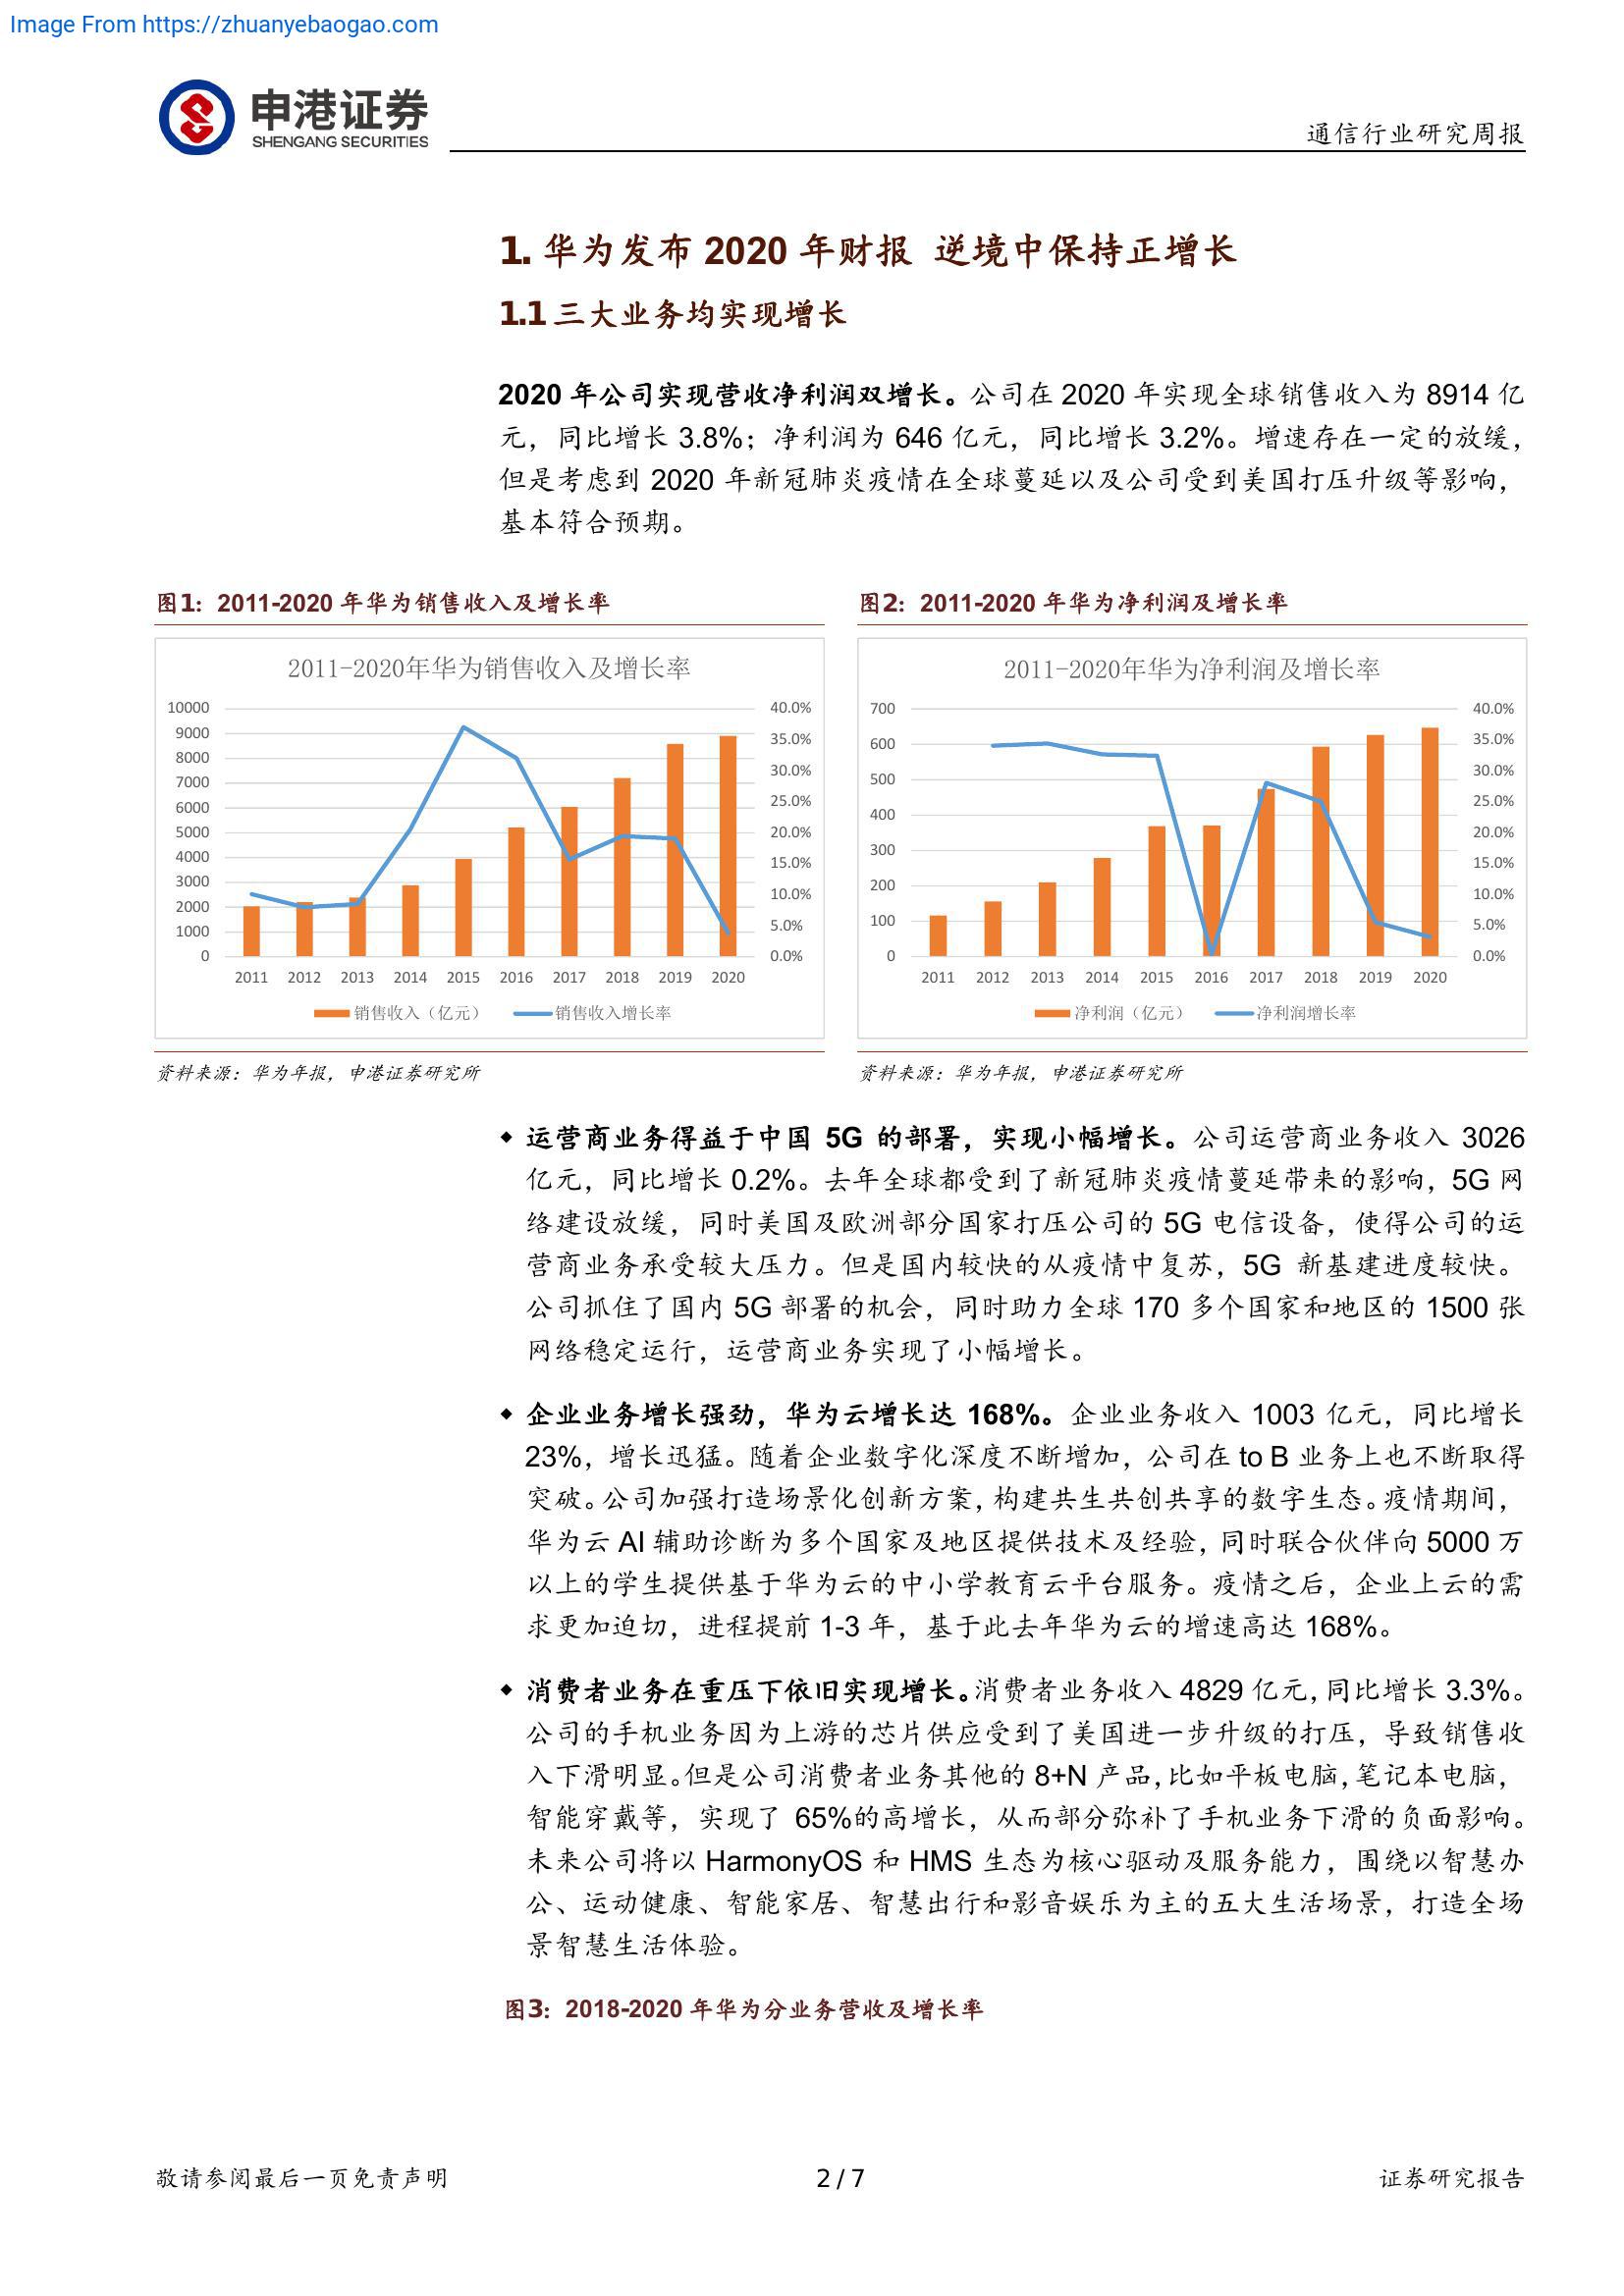 Image From https://zhuanyebaogao.com
申港证券
SHENGANG SECURITIES
通信行业研究周报
1. 华为发布 2020 年财报 逆境中保持正增长
1.1 三大业务均实现增长
2020 年公司实现营收净利润双增长。公司在 2020 年实现全球销售收入为 8914 亿
元，同比增长 3.8%；净利润为 646 亿元，同比增长 3.2%。增速存在一定的放缓，
但是考虑到 2020 年新冠肺炎疫情在全球蔓延以及公司受到美国打压升级等影响，
基本符合预期。
图1：2011-2020 年华为销售收入及增长率
2011-2020年华为销售收入及增长率
10000 40.0%
9000 35.0%
8000 30.0%
7000 25.0%
6000 20.0%
5000 15.0%
4000 10.0%
3000 5.0%
2000 0.0%
1000
0
2011 2012 2013 2014 2015 2016 2017 2018 2019 2020
销售收入（亿元） 销售收入增长率
资料来源：华为年报，申港证券研究所
图2：2011-2020 年华为净利润及增长率
2011-2020年华为净利润及增长率
700 40.0%
600 35.0%
500 30.0%
400 25.0%
300 20.0%
200 15.0%
100 10.0%
0 5.0%
0.0%
2011 2012 2013 2014 2015 2016 2017 2018 2019 2020
净利润（亿元） 净利润增长率
资料来源：华为年报，申港证券研究所
◆ 运营商业务得益于中国 5G 的部署，实现小幅增长。公司运营商业务收入 3026
亿元，同比增长 0.2%。去年全球都受到了新冠肺炎疫情蔓延带来的影响，5G 网
络建设放缓，同时美国及欧洲部分国家打压公司的 5G 电信设备，使得公司的运
营商业务承受较大压力。但是国内较快的从疫情中复苏，5G 新基建进度较快。
公司抓住了国内 5G 部署的机会，同时助力全球 170 多个国家和地区的 1500 张
网络稳定运行，运营商业务实现了小幅增长。
◆ 企业业务增长强劲，华为云增长达 168%。企业业务收入 1003 亿元，同比增长
23%，增长迅猛。随着企业数字化深度不断增加，公司在 to B 业务上也不断取得
突破。公司加强打造场景化创新方案，构建共生共创共享的数字生态。疫情期间，
华为云 AI 辅助诊断为多个国家及地区提供技术及经验，同时联合伙伴向 5000 万
以上的学生提供基于华为云的中小学教育云平台服务。疫情之后，企业上云的需
求更加迫切，进程提前 1-3 年，基于此去年华为云的增速高达 168%。
◆ 消费者业务在重压下依旧实现增长。消费者业务收入 4829 亿元，同比增长 3.3%。
公司的手机业务因为上游的芯片供应受到了美国进一步升级的打压，导致销售收
入下滑明显。但是公司消费者业务其他的 8+N 产品，比如平板电脑，笔记本电脑，
智能穿戴等，实现了 65%的高增长，从而部分弥补了手机业务下滑的负面影响。
未来公司将以 HarmonyOS 和 HMS 生态为核心驱动及服务能力，围绕以智慧办
公、运动健康、智能家居、智慧出行和影音娱乐为主的五大生活场景，打造全场
景智慧生活体验。
图3：2018-2020 年华为分业务营收及增长率
敬请参阅最后一页免责声明
2 / 7
证券研究报告